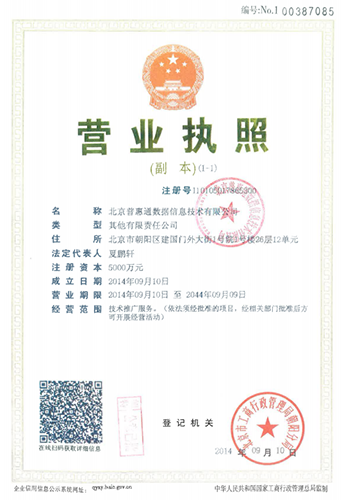 编号:No.1 00387085
营业执照
(副 本)(1-1)
注册号 110105017865300
名 称 北京普惠通数据信息技术有限公司
类 型 其他有限责任公司
住 所 北京市朝阳区建国门外大街1号院1号楼26层12单元
法定代表人 夏鹏轩
注册资本 5000万元
成立日期 2014年09月10日
营业期限 2014年09月10日 至 2044年09月09日
经营范围 技术推广服务。(依法须经批准的项目,经相关部门批准后方
可开展经营活动)
在线扫码获取详细信息
登记机关
北京市工商行政管理局朝阳分局
2014 年 09 月 10 日
企业信用信息公示系统网址: qyxy.baic.gov.cn
中华人民共和国国家工商行政管理总局监制